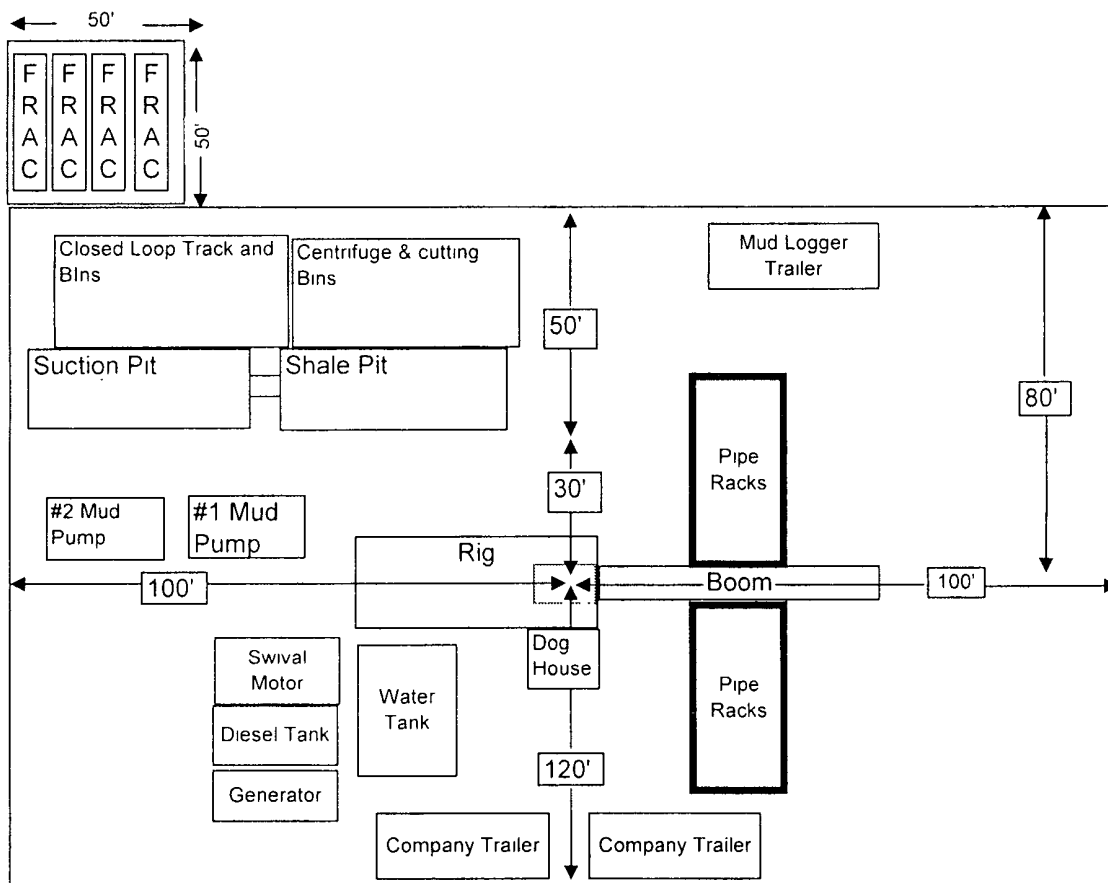 50'
F
R
A
C
F
R
A
C
F
R
A
C
F
R
A
C
50'
Closed Loop Track and
BIns
Centrifuge & cutting
Bins
Mud Logger
Trailer
50'
80'
Suction Pit
Shale Pit
Pipe
Racks
30'
#2 Mud
Pump
#1 Mud
Pump
Rig
100'
Boom
100'
Dog
House
Swival
Motor
Water
Tank
Pipe
Racks
Diesel Tank
120'
Generator
Company Trailer
Company Trailer